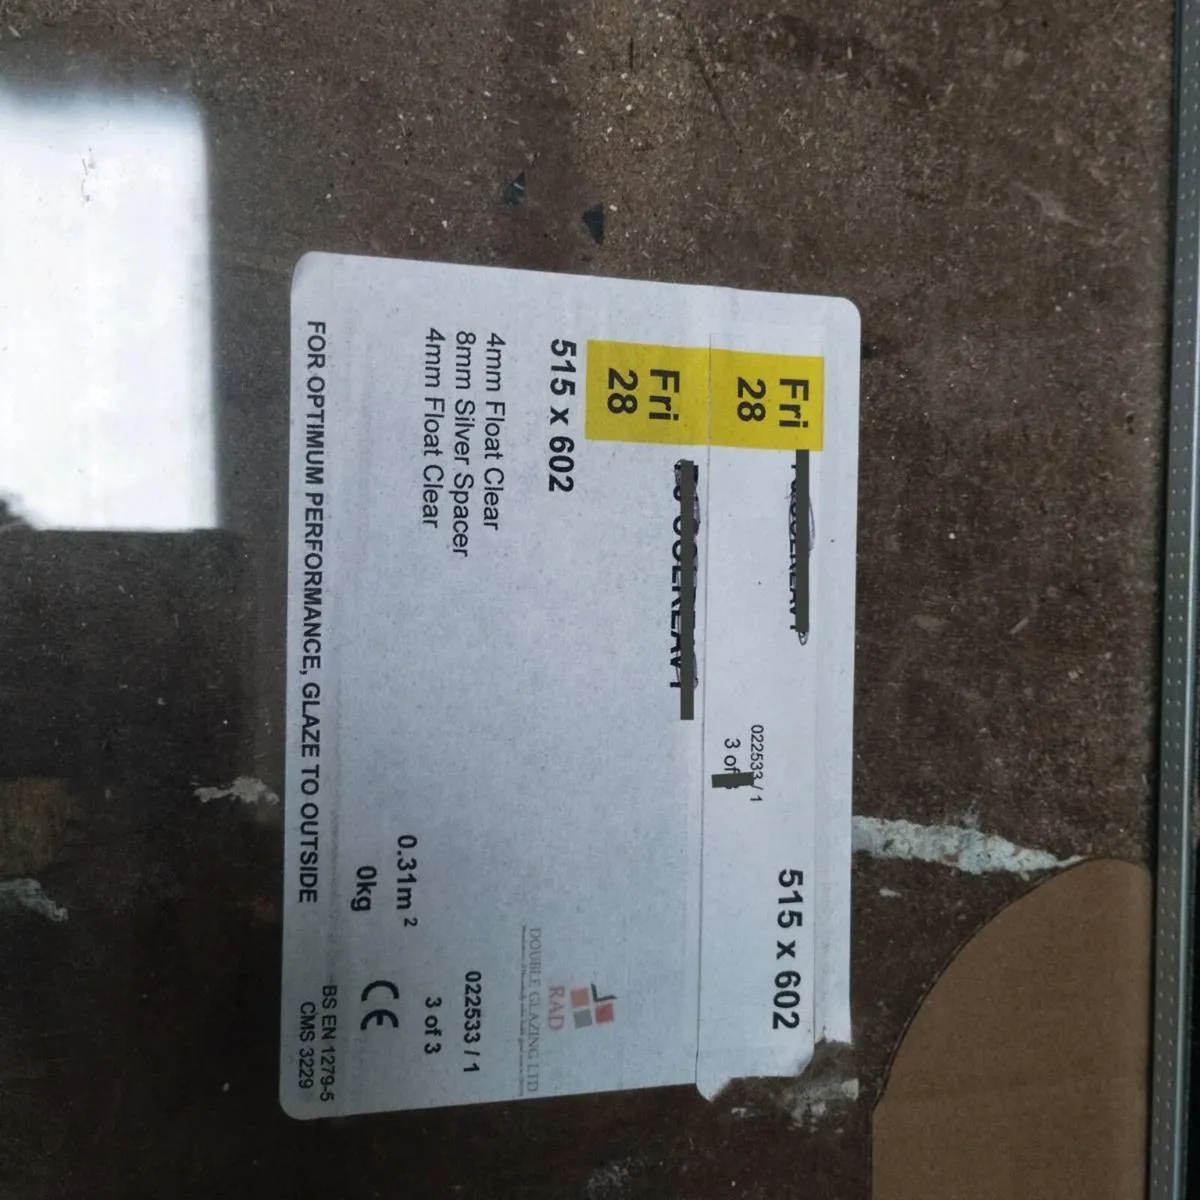 Fri
28
022533 / 1
3 of
515 x 602
Fri
28
515 x 602
4mm Float Clear
8mm Silver Spacer
4mm Float Clear
RAD
DOUBLE GLAZING LTD
022533 / 1
3 of 3
0.31m²
0kg
CE
BS EN 1279-5
CMS 3229
FOR OPTIMUM PERFORMANCE, GLAZE TO OUTSIDE